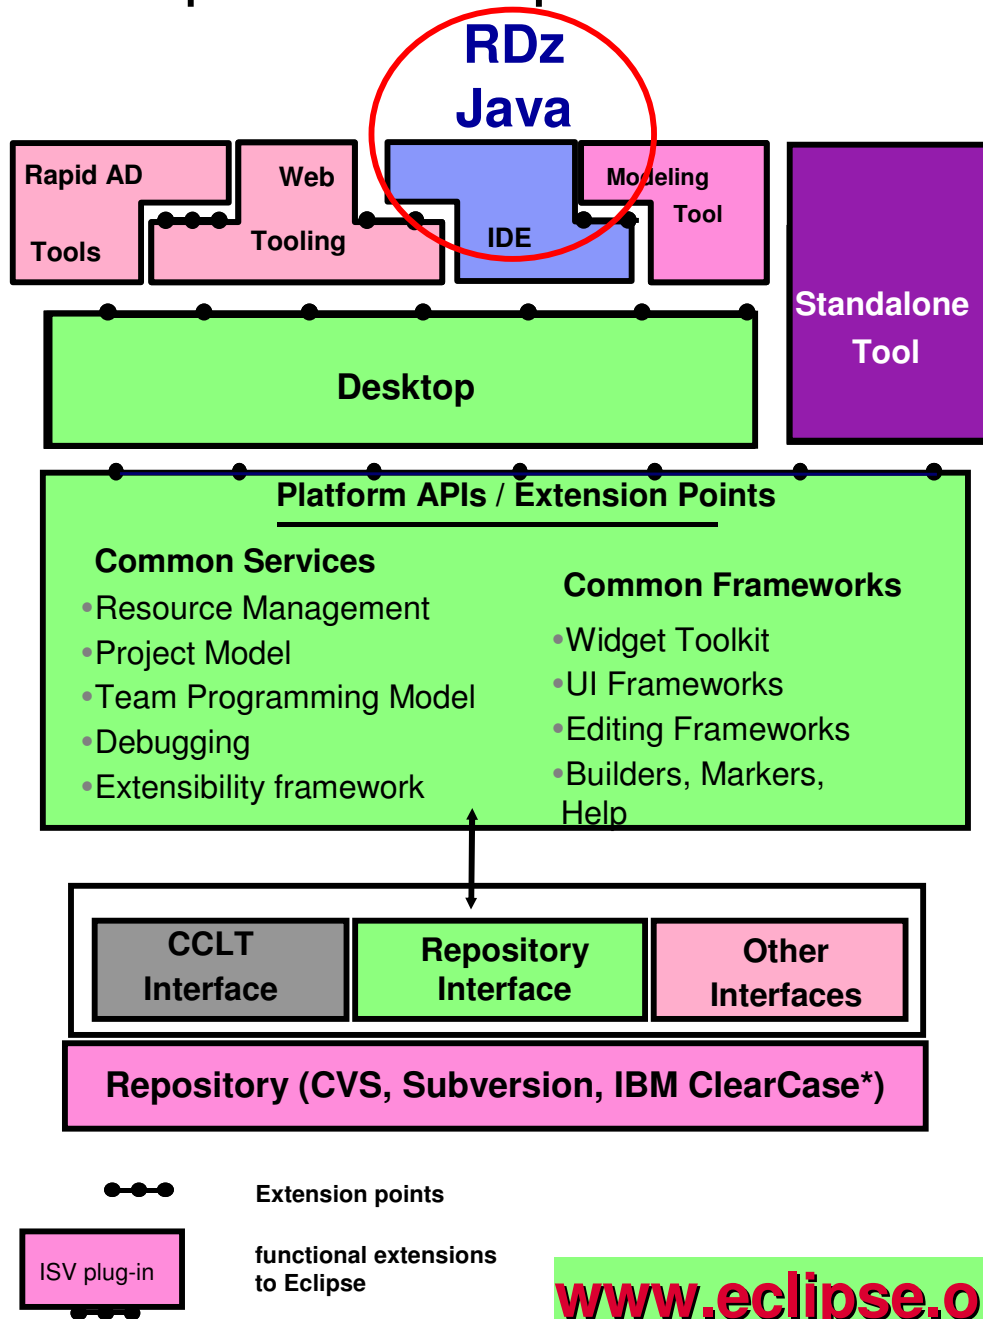 RDz
Java
Rapid AD
Tools
Web
Tooling
IDE
Modeling
Tool
Standalone
Tool
Desktop
Platform APIs / Extension Points
Common Services
•Resource Management
•Project Model
•Team Programming Model
•Debugging
•Extensibility framework
Common Frameworks
•Widget Toolkit
•UI Frameworks
•Editing Frameworks
•Builders, Markers,
Help
CCLT
Interface
Repository
Interface
Other
Interfaces
Repository (CVS, Subversion, IBM ClearCase*)
Extension points
ISV plug-in
functional extensions
to Eclipse
www.eclipse.o